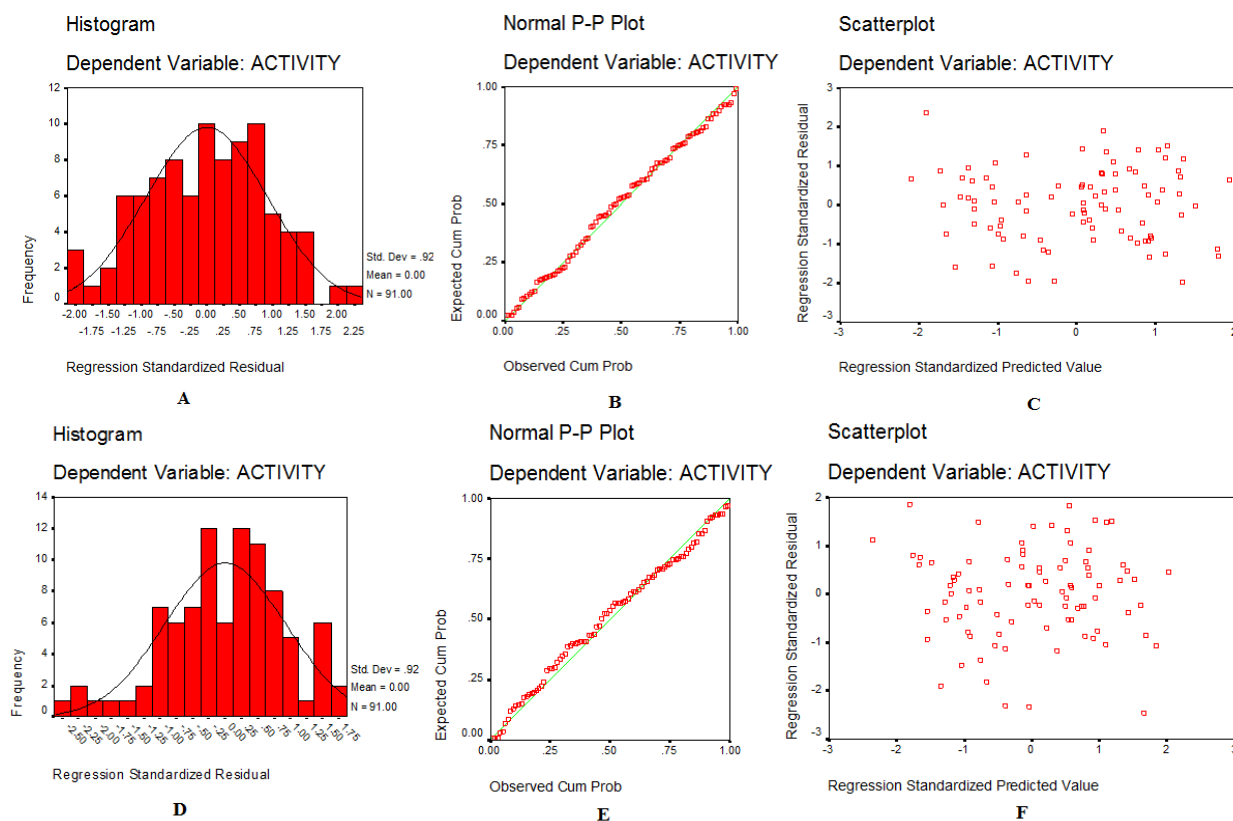 Histogram
Dependent Variable: ACTIVITY
12
10
8
6
4
2
0
Frequency
-2.00 -1.50 -1.00 -.50 0.00 .50 1.00 1.50 2.00
-1.75 -1.25 -.75 -.25 .25 .75 1.25 1.75 2.25
Std. Dev = .92
Mean = 0.00
N = 91.00
Regression Standardized Residual
A
Normal P-P Plot
Dependent Variable: ACTIVITY
1.00
.75
.50
.25
0.00
Expected Cum Prob
0.00 .25 .50 .75 1.00
Observed Cum Prob
B
Scatterplot
Dependent Variable: ACTIVITY
3
2
1
0
-1
-2
-3
Regression Standardized Residual
-3 -2 -1 0 1 2
Regression Standardized Predicted Value
C
Histogram
Dependent Variable: ACTIVITY
14
12
10
8
6
4
2
0
Frequency
-2.50 -2.25 -2.00 -1.75 -1.50 -1.25 -1.00 -.75 -.50 -.25 0.00 .25 .50 .75 1.00 1.25 1.50 1.75
Std. Dev = .92
Mean = 0.00
N = 91.00
Regression Standardized Residual
D
Normal P-P Plot
Dependent Variable: ACTIVITY
1.00
.75
.50
.25
0.00
Expected Cum Prob
0.00 .25 .50 .75 1.00
Observed Cum Prob
E
Scatterplot
Dependent Variable: ACTIVITY
2
1
0
-1
-2
-3
Regression Standardized Residual
-3 -2 -1 0 1 2 3
Regression Standardized Predicted Value
F